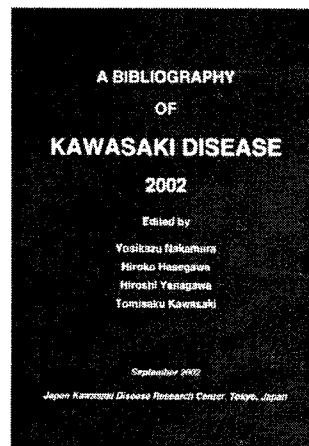 A BIBLIOGRAPHY
OF
KAWASAKI DISEASE
2002
Edited by
Yosikazu Nakamura
Hiroko Hasegawa
Hiroshi Yanagawa
Tomisaku Kawasaki
September 2002
Japan Kawasaki Disease Research Center, Tokyo, Japan